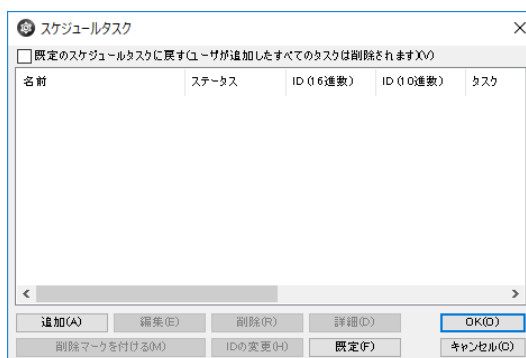 スケジュールタスク
既定のスケジュールタスクに戻す(ユーザが追加したすべてのタスクは削除されます)(V)
名前 ステータス ID (16進数) ID (10進数) タスク
追加(A) 編集(E) 削除(R) 詳細(D) OK(O)
削除マークを付ける(M) IDの変更(H) 既定(F) キャンセル(C)